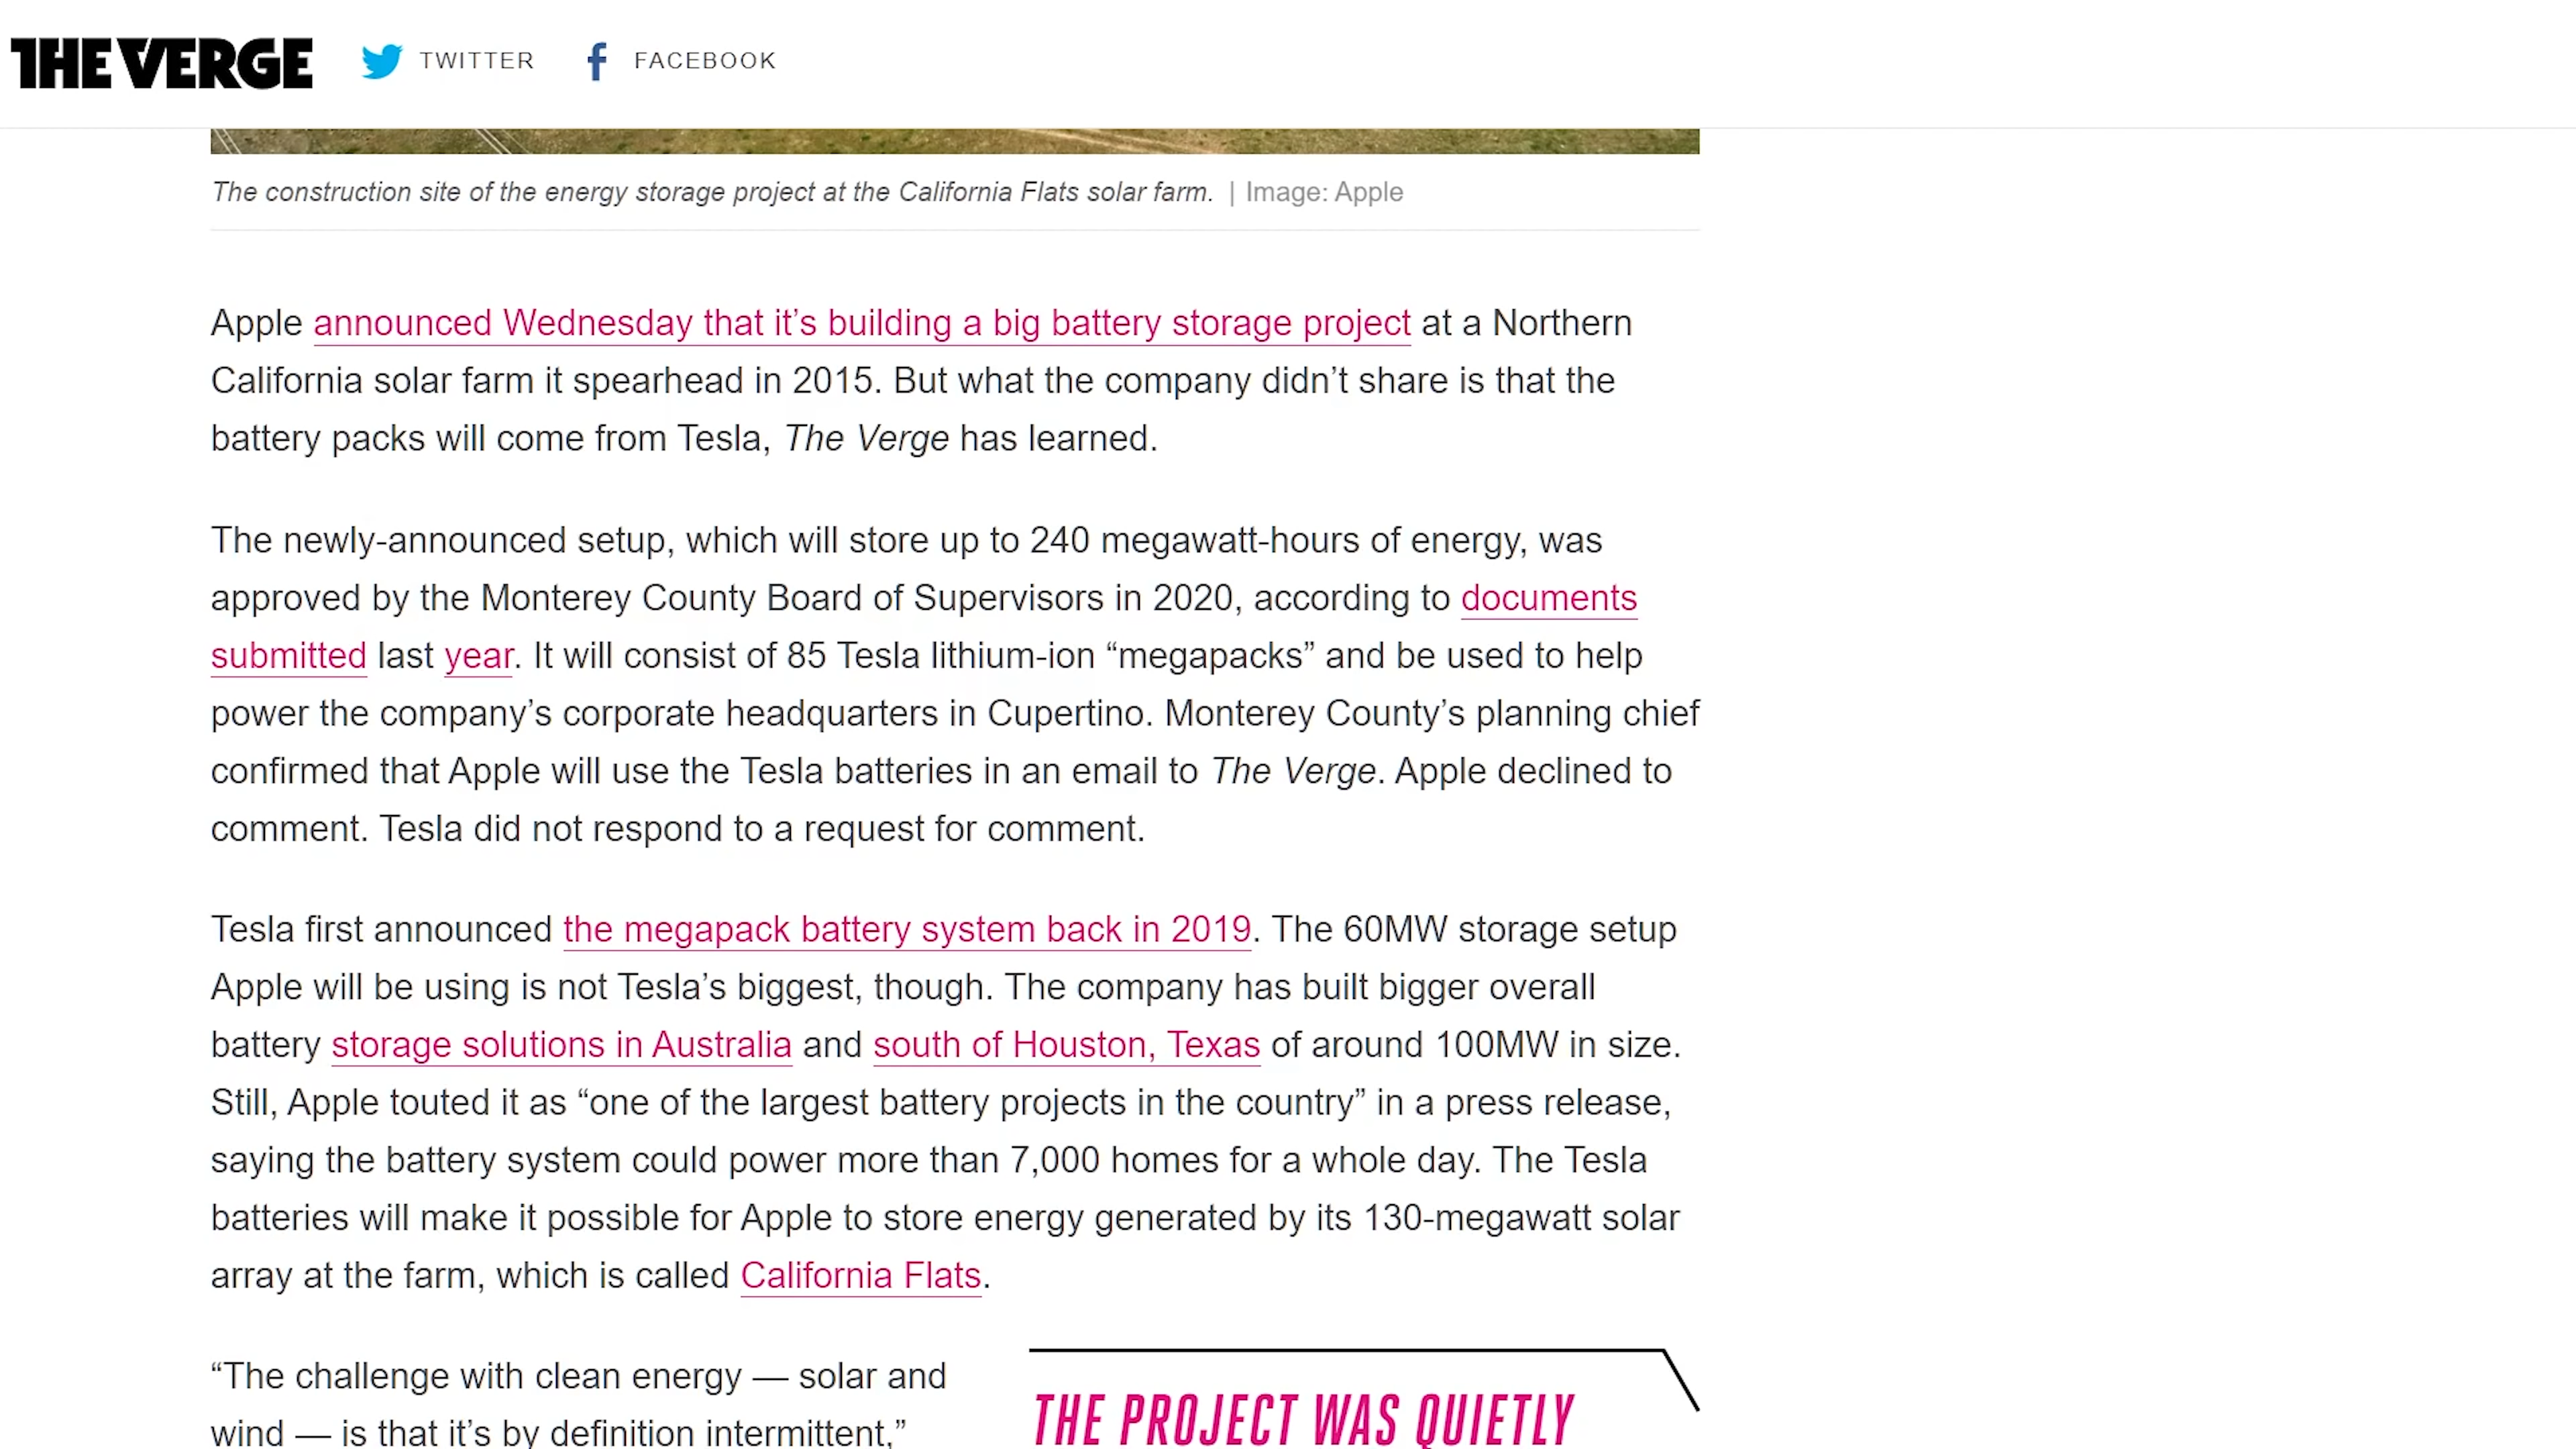 THE VERGE TWITTER FACEBOOK
The construction site of the energy storage project at the California Flats solar farm. | Image: Apple
Apple announced Wednesday that it’s building a big battery storage project at a Northern
California solar farm it spearhead in 2015. But what the company didn’t share is that the
battery packs will come from Tesla, The Verge has learned.
The newly-announced setup, which will store up to 240 megawatt-hours of energy, was
approved by the Monterey County Board of Supervisors in 2020, according to documents
submitted last year. It will consist of 85 Tesla lithium-ion “megapacks” and be used to help
power the company’s corporate headquarters in Cupertino. Monterey County’s planning chief
confirmed that Apple will use the Tesla batteries in an email to The Verge. Apple declined to
comment. Tesla did not respond to a request for comment.
Tesla first announced the megapack battery system back in 2019. The 60MW storage setup
Apple will be using is not Tesla’s biggest, though. The company has built bigger overall
battery storage solutions in Australia and south of Houston, Texas of around 100MW in size.
Still, Apple touted it as “one of the largest battery projects in the country” in a press release,
saying the battery system could power more than 7,000 homes for a whole day. The Tesla
batteries will make it possible for Apple to store energy generated by its 130-megawatt solar
array at the farm, which is called California Flats.
“The challenge with clean energy — solar and
wind — is that it’s by definition intermittent,”
THE PROJECT WAS QUIETLY